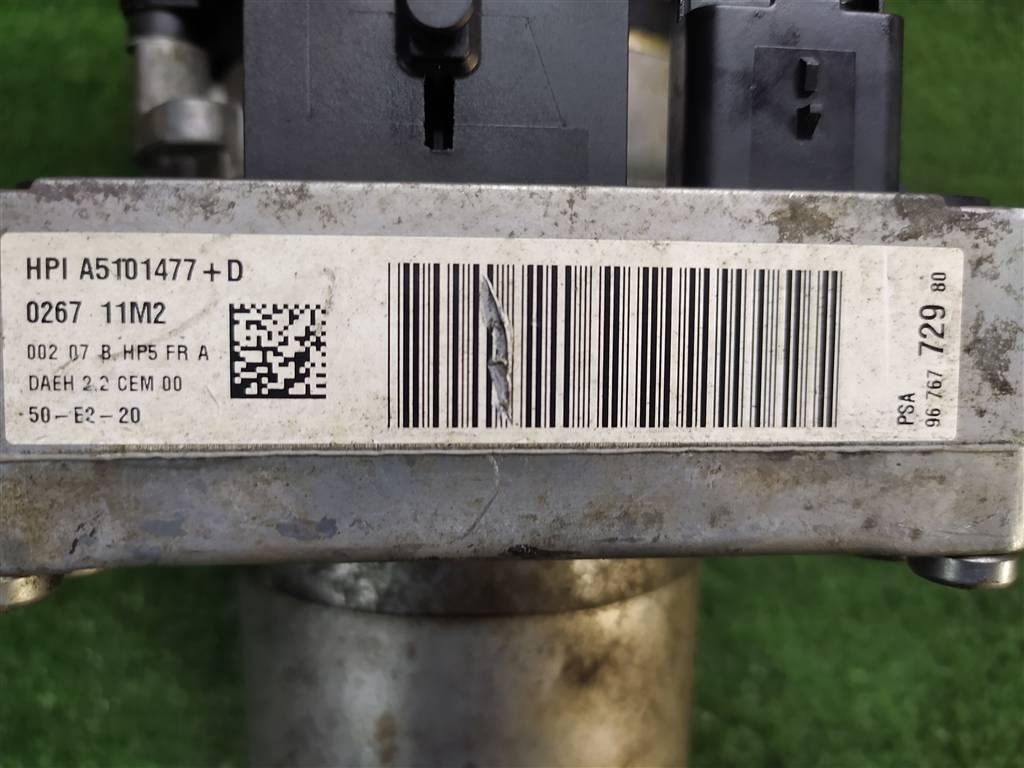 HPI A5101477+D
0267 11M2
002 07 B HP5 FR A
DAEH 2.2 CEM 00
50-E2-20
PSA
96 767 729 80